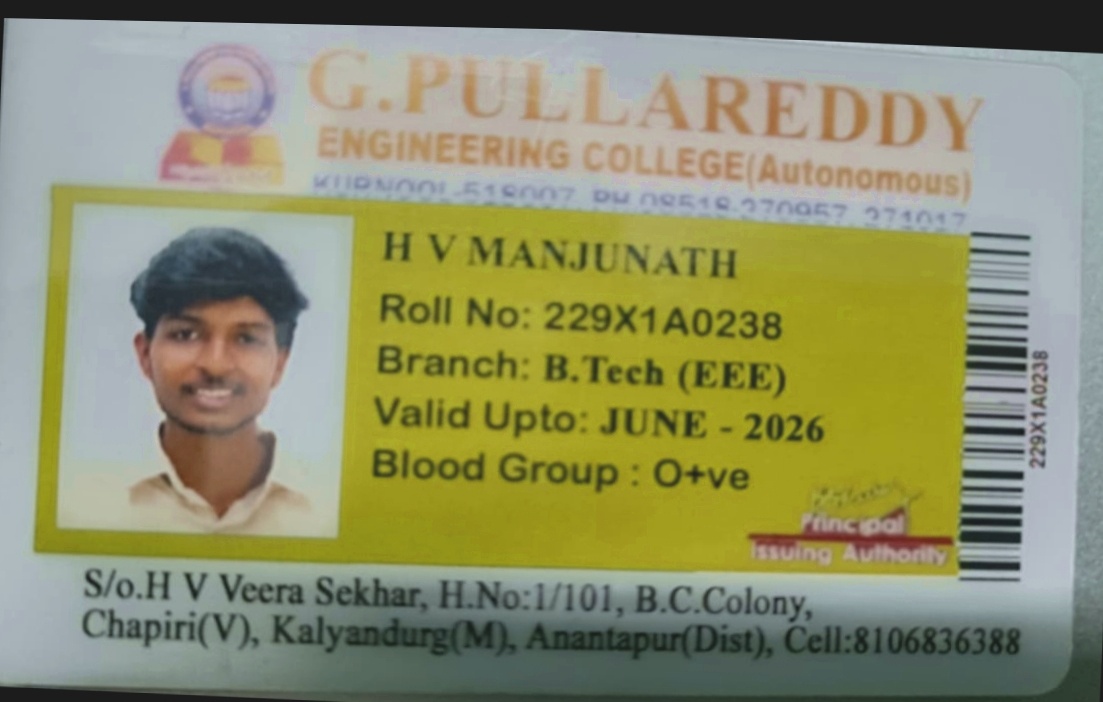 G.PULLAREDDY
ENGINEERING COLLEGE(Autonomous)
KURNOOL-518007, PH.08518-270957, 271017
H V MANJUNATH
Roll No: 229X1A0238
Branch: B.Tech (EEE)
Valid Upto: JUNE - 2026
Blood Group : O+ve
Principal
Issuing Authority
229X1A0238
S/o.H V Veera Sekhar, H.No:1/101, B.C.Colony,
Chapiri(V), Kalyandurg(M), Anantapur(Dist), Cell:8106836388